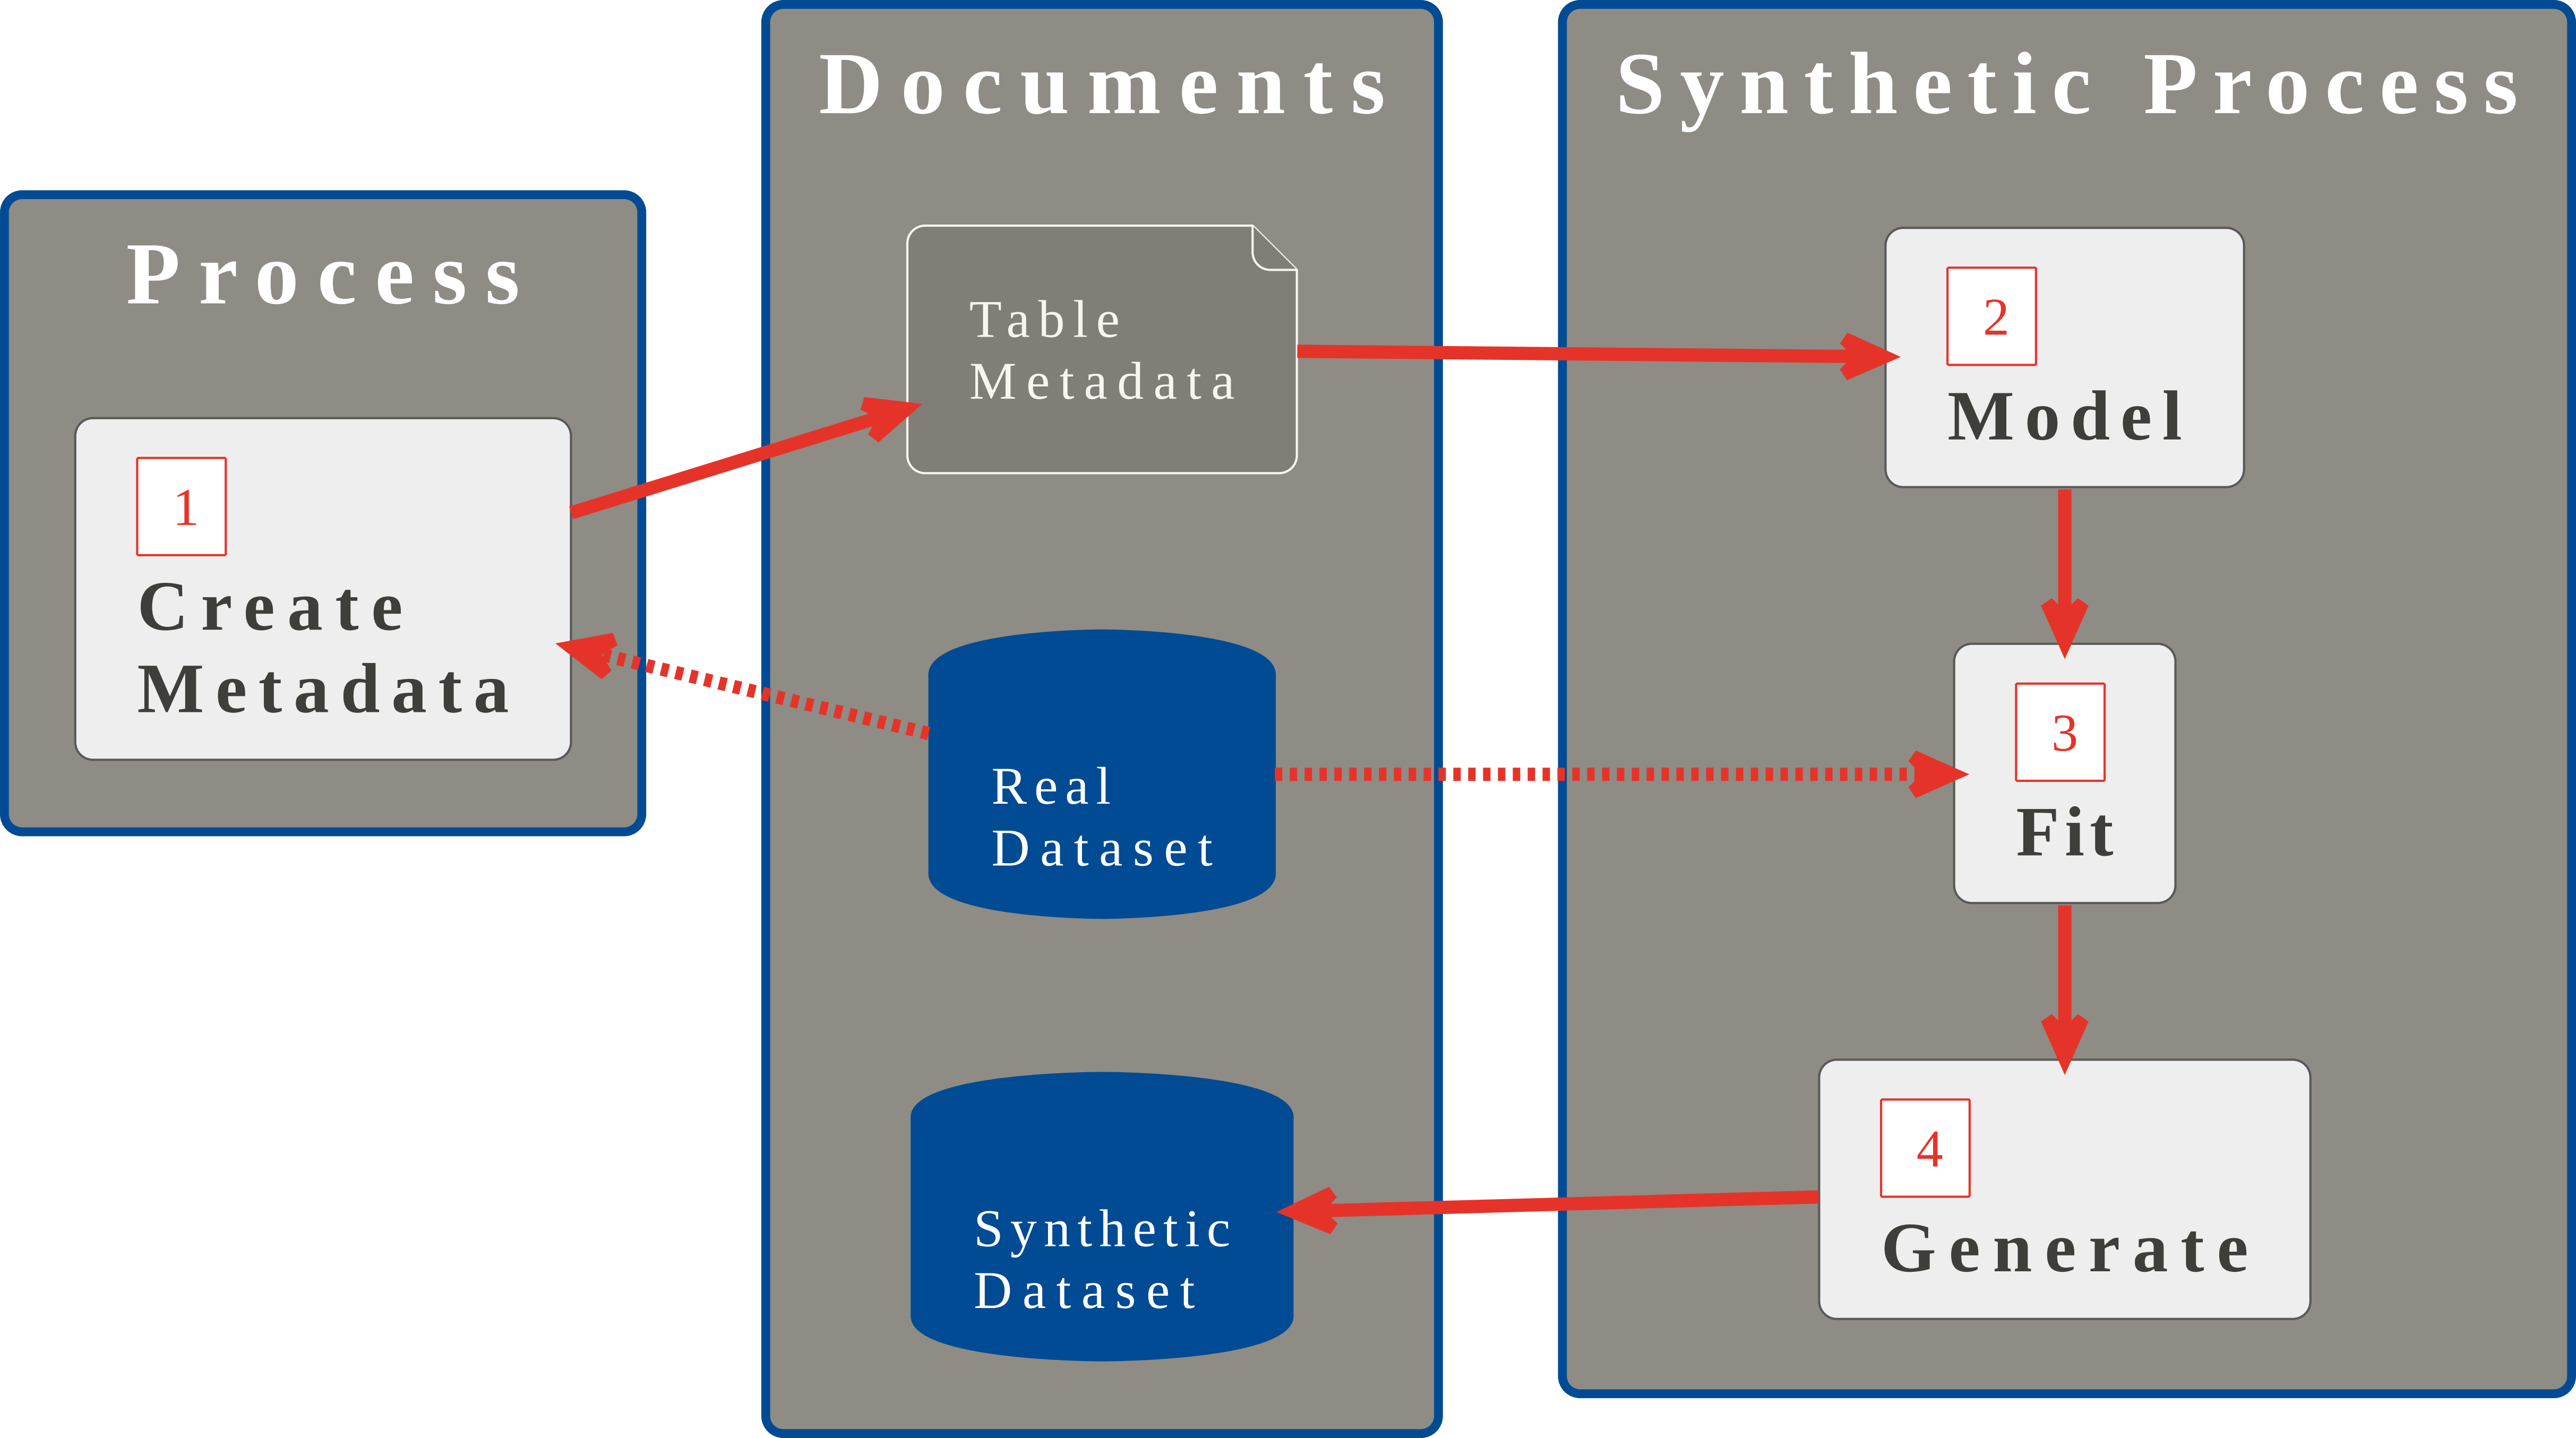 Process
1
Create
Metadata
Documents
Table
Metadata
Real
Dataset
Synthetic
Dataset
Synthetic Process
2
Model
3
Fit
4
Generate